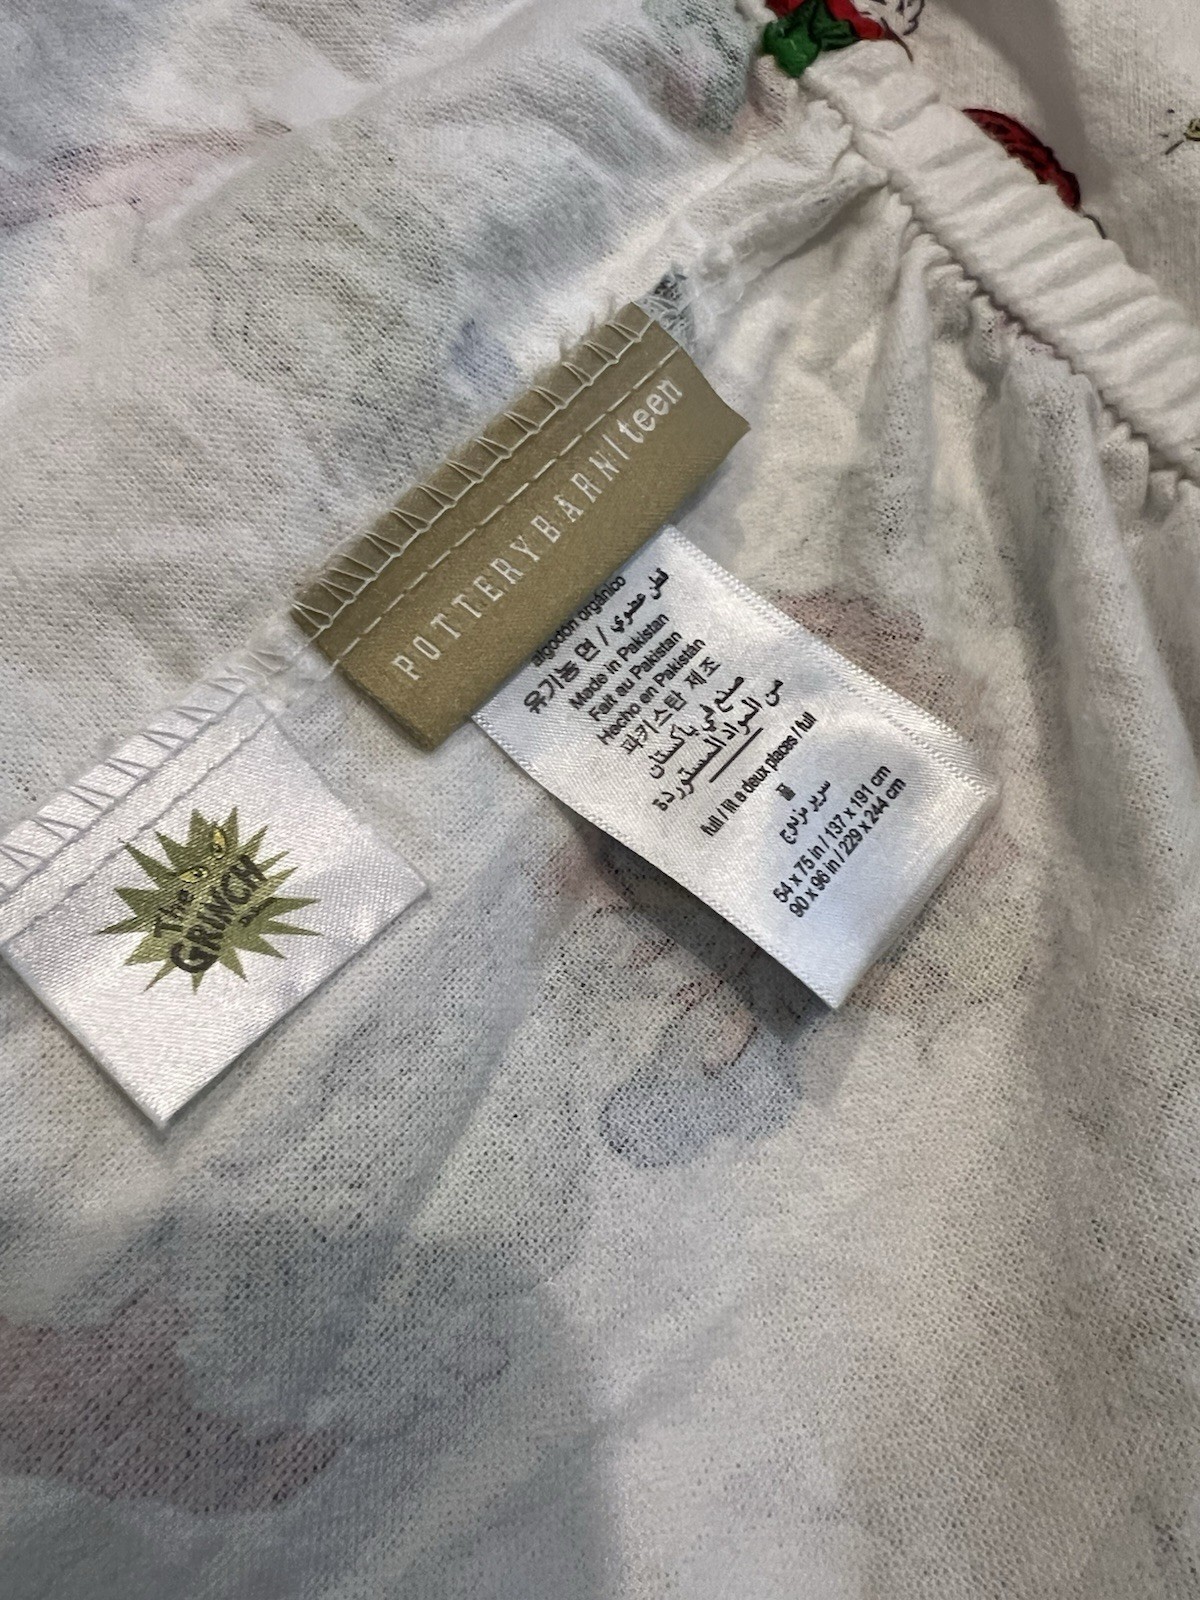 POTTERYBARN/teen
algodón orgánico
유기농 면 / قطن عضوي
Made in Pakistan
Fait au Pakistan
Hecho en Pakistán
파키스탄 제조
صنع في باكستان
من المواد المستوردة
full / lit a deux places / full
풀
سرير مزدوج
54 x 75 in / 137 x 191 cm
90 x 96 in / 229 x 244 cm
The
GRINCH